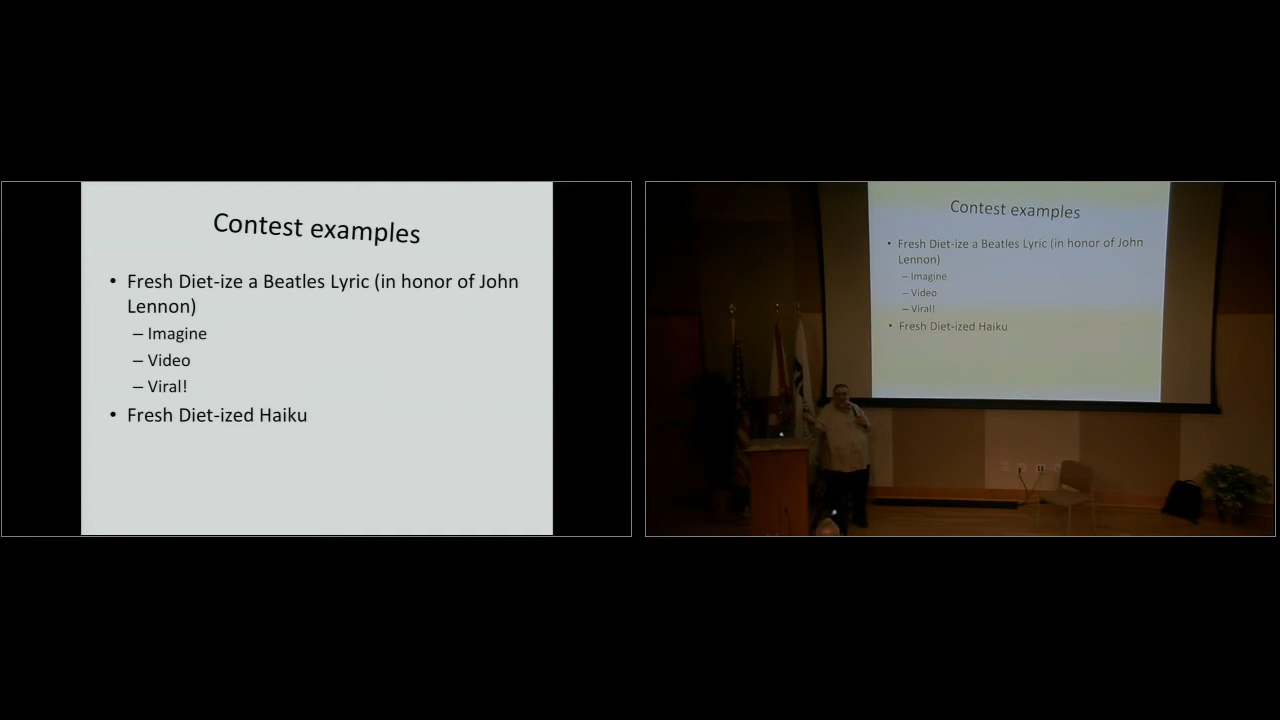 Contest examples
• Fresh Diet-ize a Beatles Lyric (in honor of John
Lennon)
– Imagine
– Video
– Viral!
• Fresh Diet-ized Haiku
Contest examples
• Fresh Diet-ize a Beatles Lyric (in honor of John
Lennon)
– Imagine
– Video
– Viral!
• Fresh Diet-ized Haiku